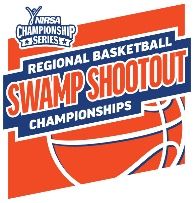 NIRSA
CHAMPIONSHIP
SERIES
REGIONAL BASKETBALL
SWAMP SHOOTOUT
CHAMPIONSHIPS